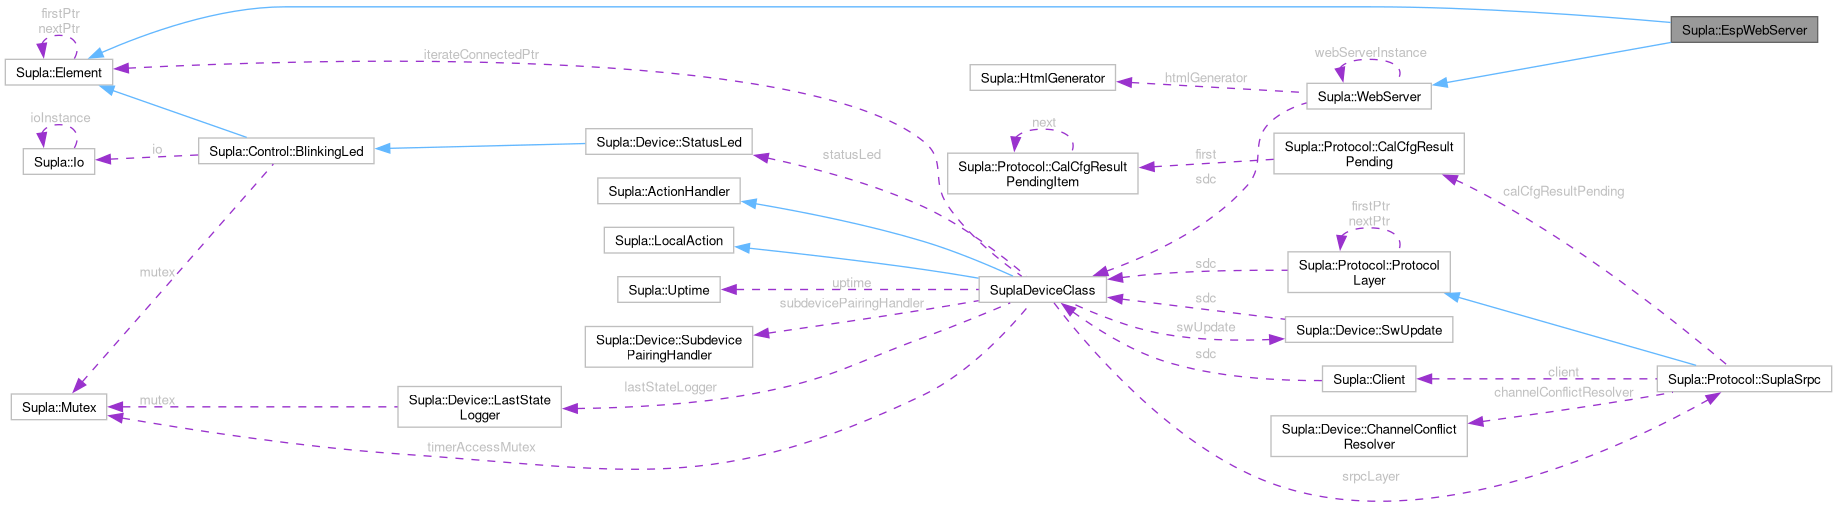 firstPtr
nextPtr
Supla::EspWebServer
iterateConnectedPtr
webServerInstance
Supla::Element
Supla::HtmlGenerator
htmlGenerator
Supla::WebServer
ioInstance
next
Supla::Io
io
Supla::Control::BlinkingLed
Supla::Device::StatusLed
statusLed
Supla::Protocol::CalCfgResult
PendingItem
first
sdc
Supla::Protocol::CalCfgResult
Pending
Supla::ActionHandler
calCfgResultPending
firstPtr
nextPtr
Supla::LocalAction
mutex
Supla::Uptime
uptime
SuplaDeviceClass
sdc
Supla::Protocol::Protocol
Layer
subdevicePairingHandler
sdc
swUpdate
Supla::Device::SwUpdate
Supla::Device::Subdevice
PairingHandler
sdc
Supla::Client
client
Supla::Protocol::SuplaSrpc
lastStateLogger
channelConflictResolver
Supla::Mutex
mutex
Supla::Device::LastState
Logger
Supla::Device::ChannelConflict
Resolver
timerAccessMutex
srpcLayer